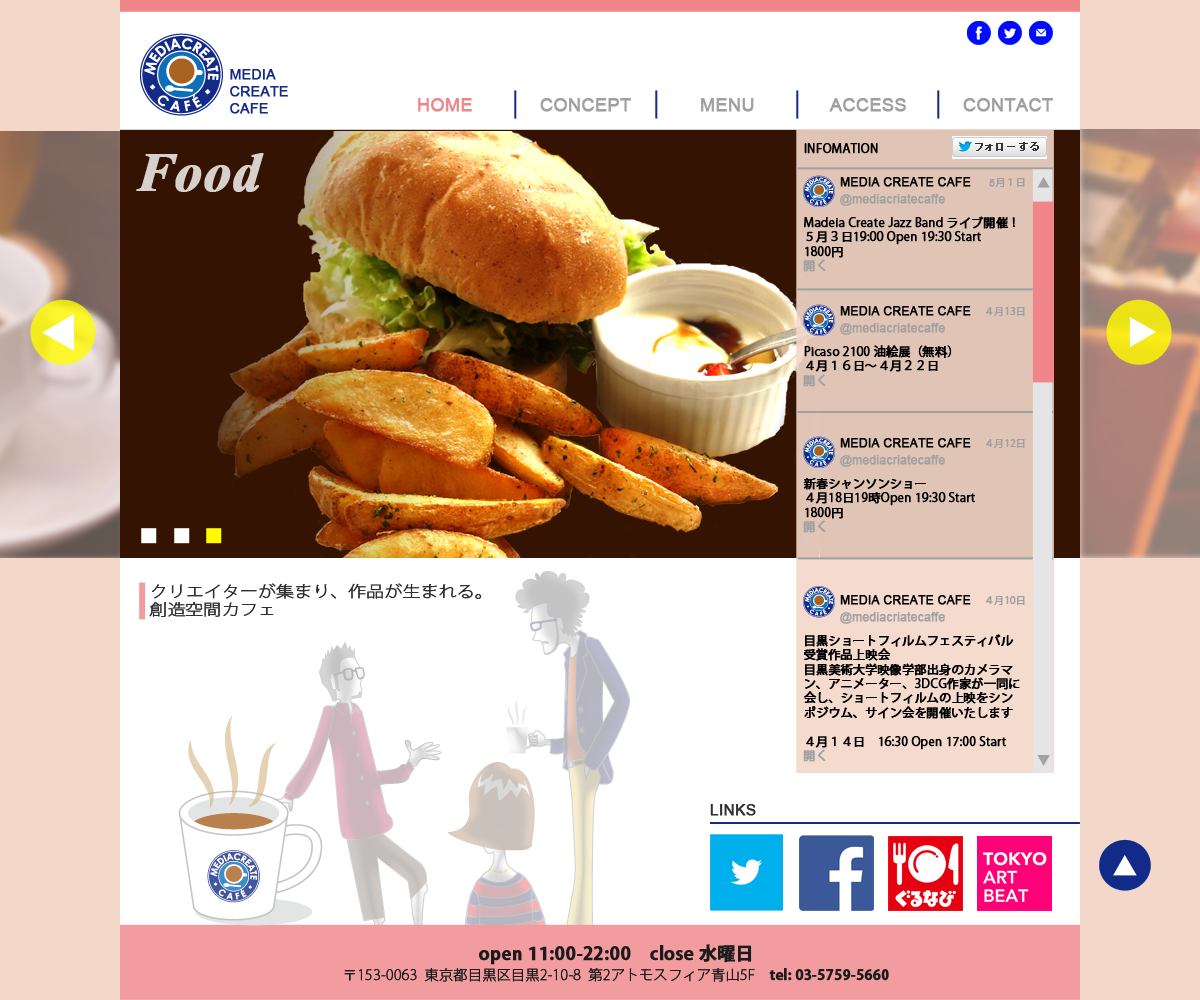 MEDIACREATE
CAFE
MEDIA
CREATE
CAFE
HOME
CONCEPT
MENU
ACCESS
CONTACT
Food
INFOMATION
フォローする
MEDIACREATE
CAFE
MEDIA CREATE CAFE
5月1日
@mediacriatecaffe
Madeia Create Jazz Band ライブ開催！
５月３日19:00 Open 19:30 Start
1800円
開く
MEDIACREATE
CAFE
MEDIA CREATE CAFE
４月13日
@mediacriatecaffe
Picaso 2100 油絵展（無料）
４月１６日〜４月２２日
開く
MEDIACREATE
CAFE
MEDIA CREATE CAFE
４月12日
@mediacriatecaffe
新春シャンソンショー
４月18日19時Open 19:30 Start
1800円
開く
MEDIACREATE
CAFE
MEDIA CREATE CAFE
４月10日
@mediacriatecaffe
目黒ショートフィルムフェスティバル
受賞作品上映会
目黒美術大学映像学部出身のカメラマ
ン、アニメーター、3DCG作家が一同に
会し、ショートフィルムの上映をシン
ポジウム、サイン会を開催いたします
４月１４日　16:30 Open 17:00 Start
開く
クリエイターが集まり、作品が生まれる。
創造空間カフェ
MEDIACREATE
CAFE
LINKS
f
ぐるなび
TOKYO
ART
BEAT
open 11:00-22:00　close 水曜日
〒153-0063 東京都目黒区目黒2-10-8 第2アトモスフィア青山5F　tel: 03-5759-5660